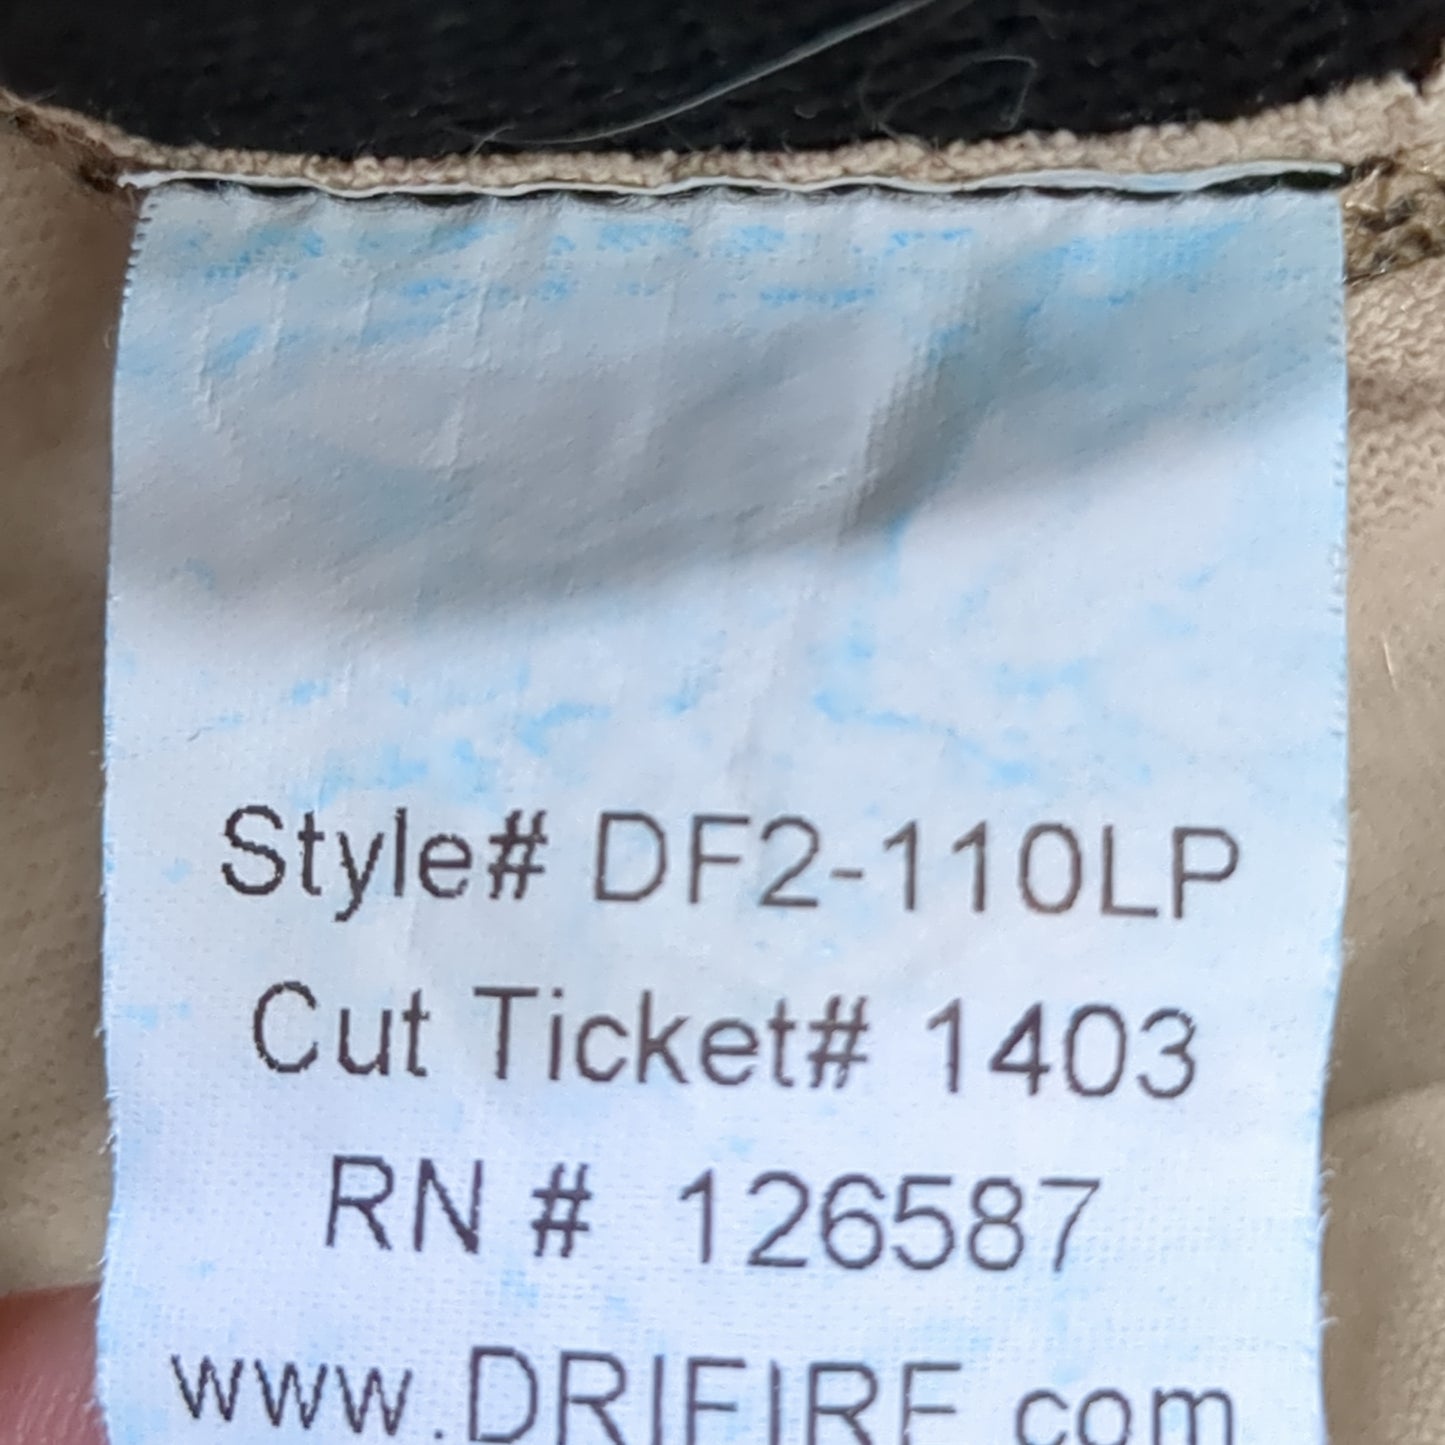 Style# DF2-110LP
Cut Ticket# 1403
RN # 126587
www.DRIFIRE.com